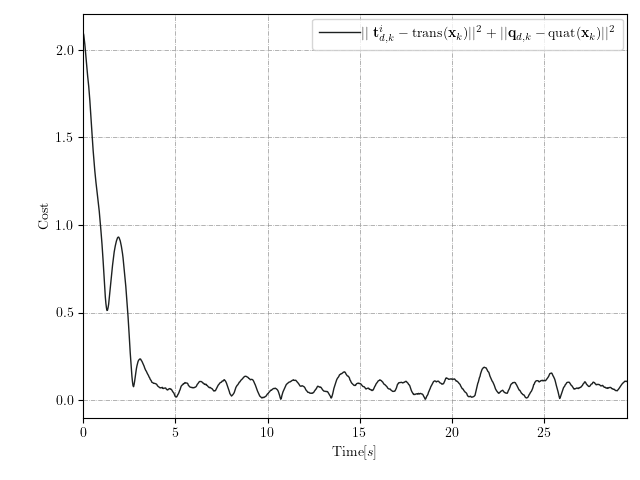 || t^i_{d,k} − trans(x_k)||² + ||q_{d,k} − quat(x_k)||²
2.0
1.5
1.0
0.5
0.0
Cost
0 5 10 15 20 25
Time[s]